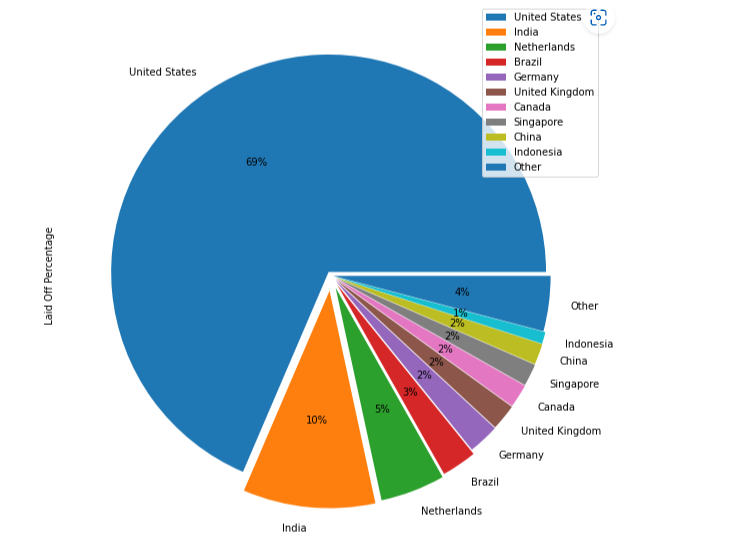 United States
India
Netherlands
Brazil
Germany
United Kingdom
Canada
Singapore
China
Indonesia
Other
United States
69%
Laid Off Percentage
4%
Other
1%
Indonesia
2%
China
2%
Singapore
2%
Canada
2%
United Kingdom
2%
Germany
3%
Brazil
5%
Netherlands
10%
India